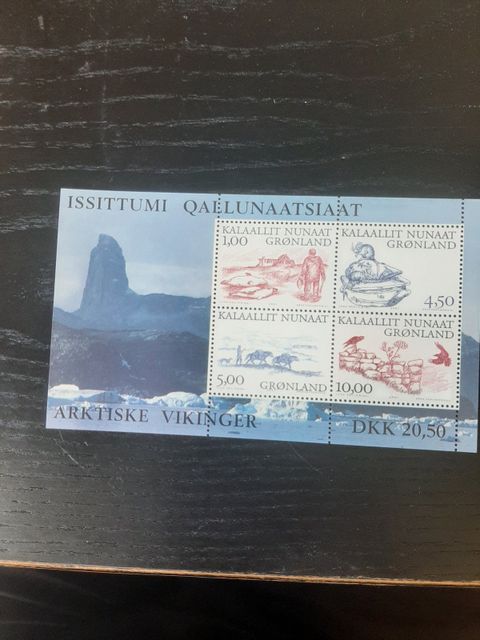 ISSITTUMI QALLUNAATSIAAT
KALAALLIT NUNAAT
1,00 GRØNLAND
KALAALLIT NUNAAT
GRØNLAND
4,50
KALAALLIT NUNAAT
5,00 GRØNLAND
KALAALLIT NUNAAT
GRØNLAND
10,00
ARKTISKE VIKINGER
DKK 20,50